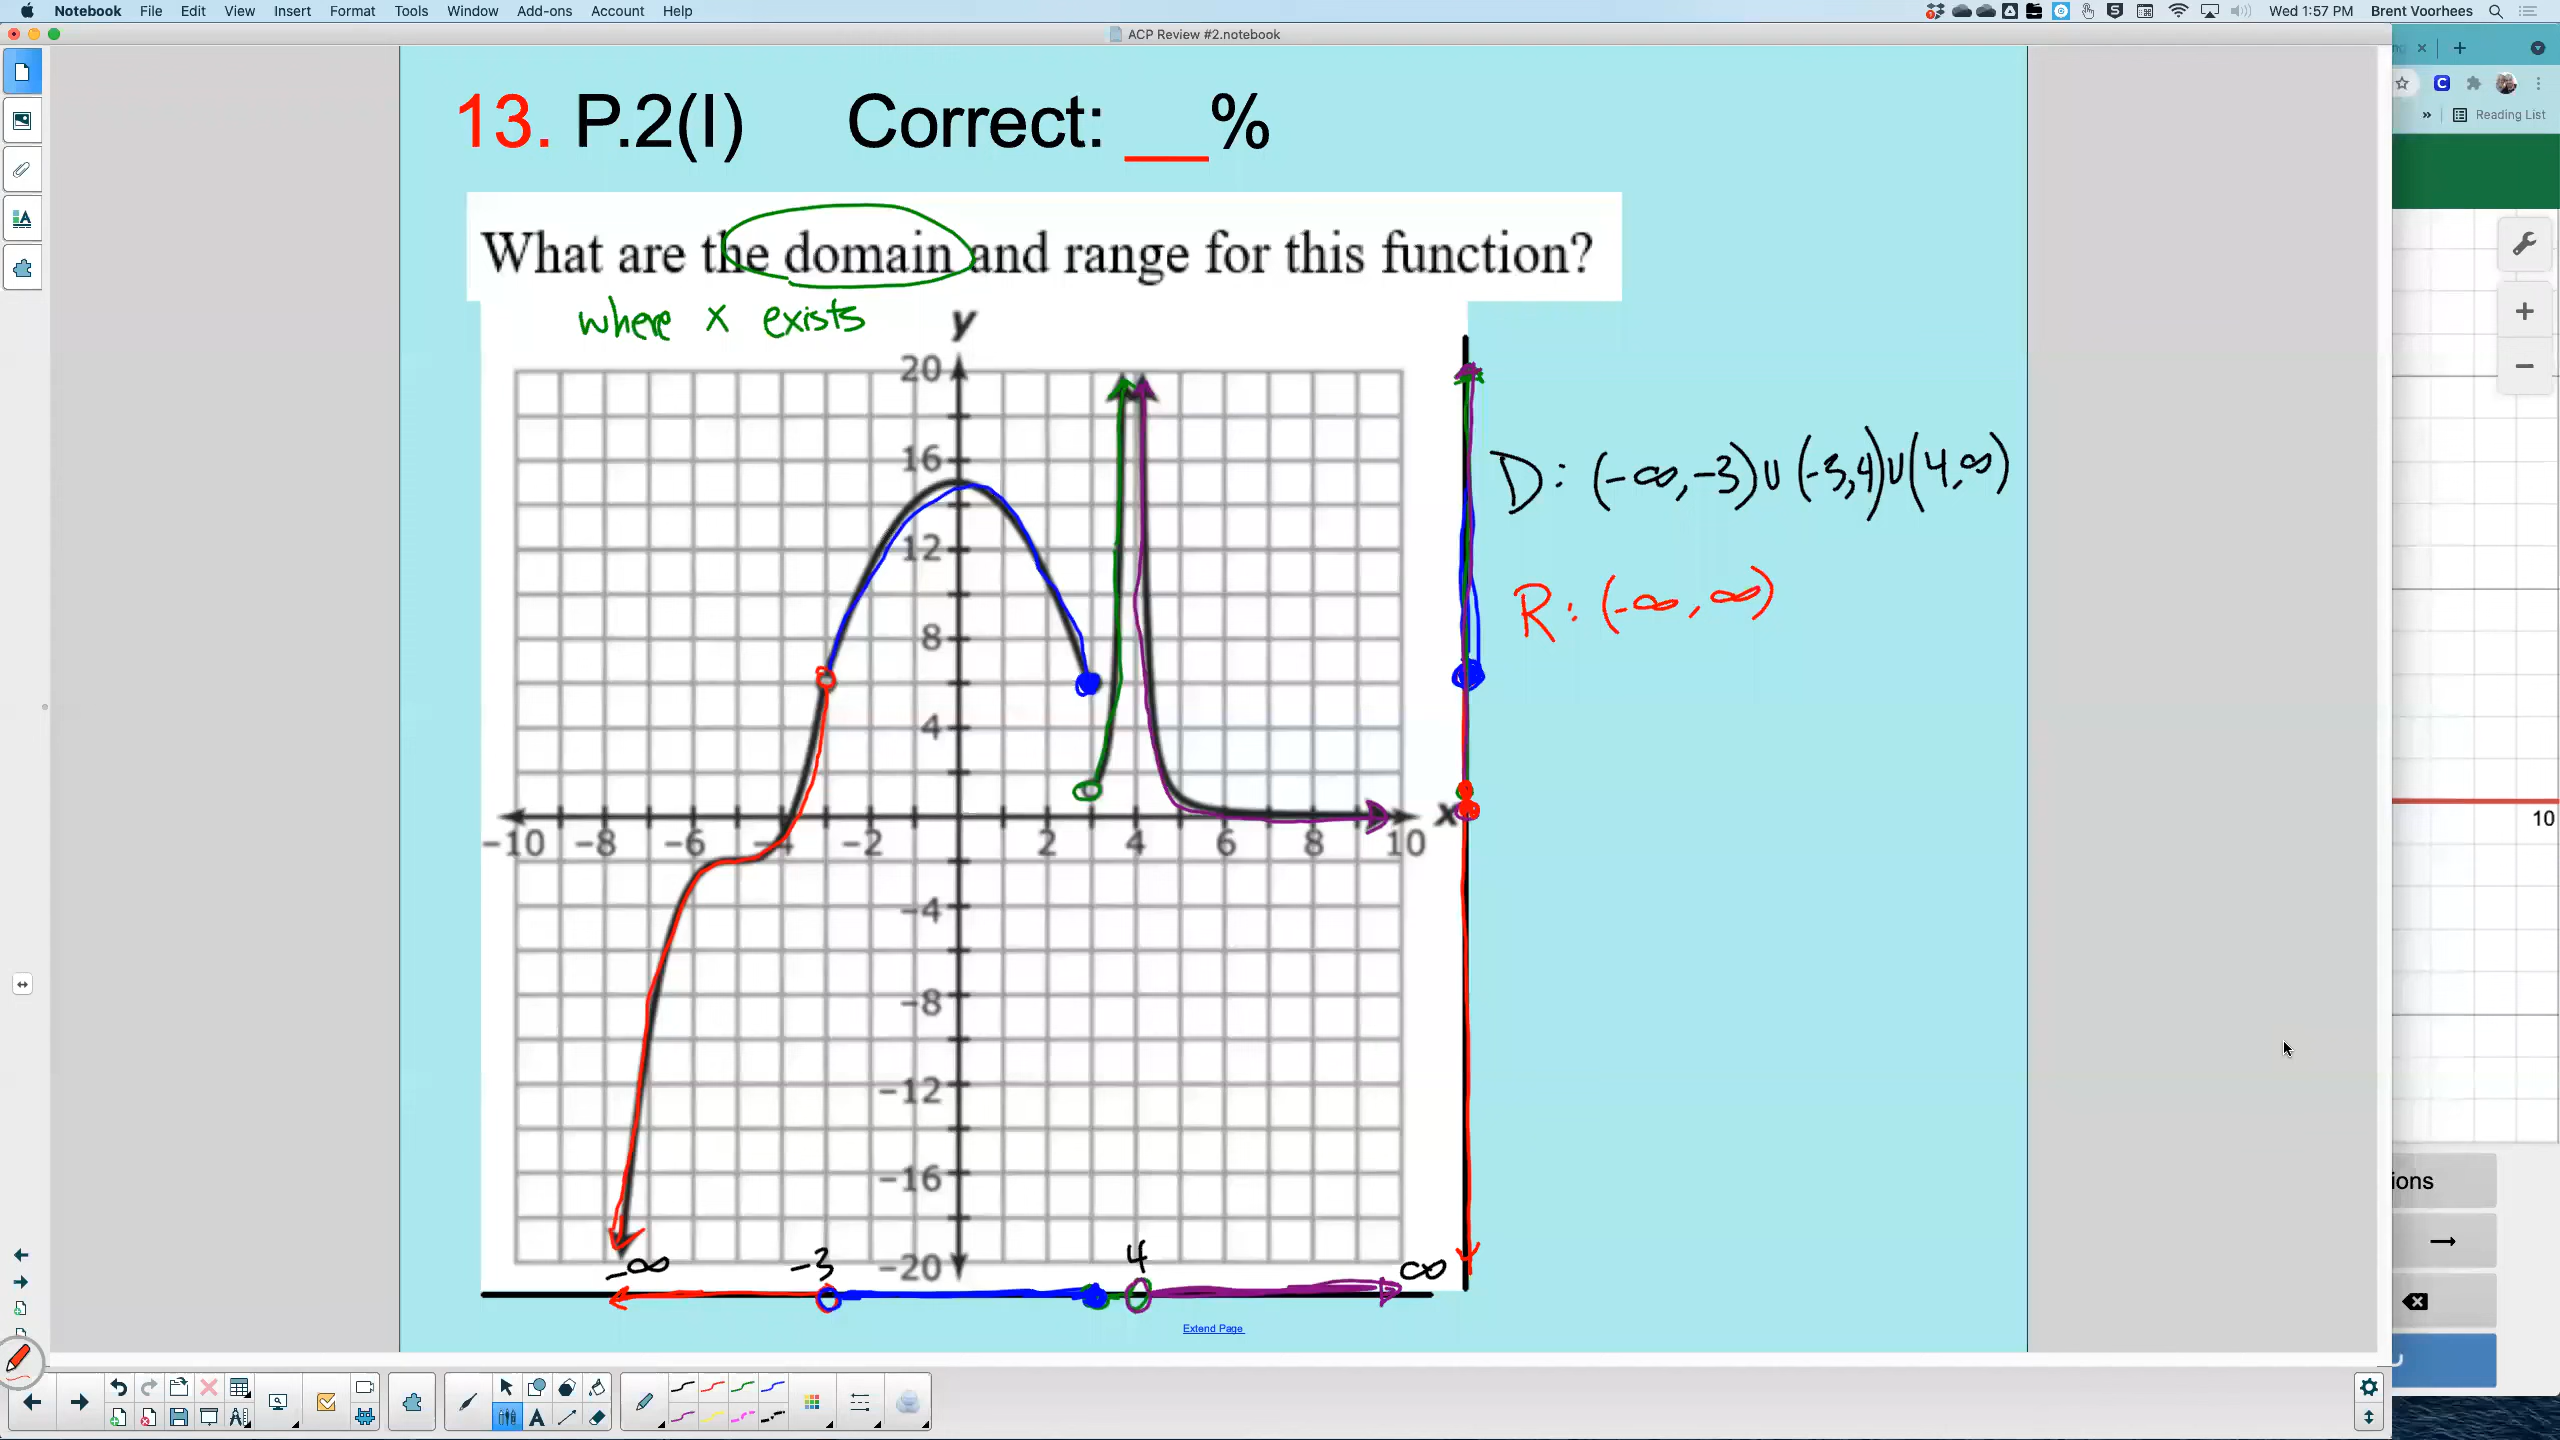 Notebook File Edit View Insert Format Tools Window Add-ons Account Help Wed 1:57 PM Brent Voorhees
ACP Review #2.notebook
Reading List
13. P.2(I) Correct: ___%
What are the domain and range for this function?
where x exists
y
20
16
12
8
4
-4
-8
-12
-16
-20
-10 -8 -6 -4 -2 2 4 6 8 10 x
D: (-∞,-3)∪(-3,4)∪(4,∞)
R: (-∞,∞)
-∞ -3 4 ∞
Extend Page
10
ions